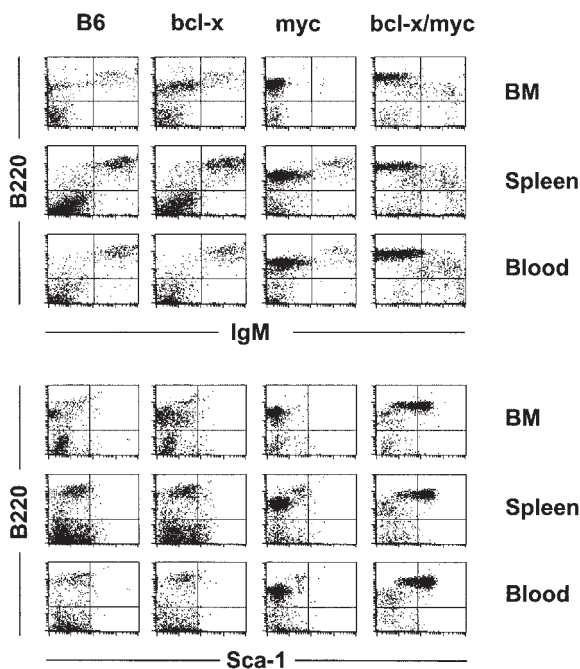 B6 bcl-x myc bcl-x/myc
BM
Spleen
Blood
B220
IgM
BM
Spleen
Blood
B220
Sca-1